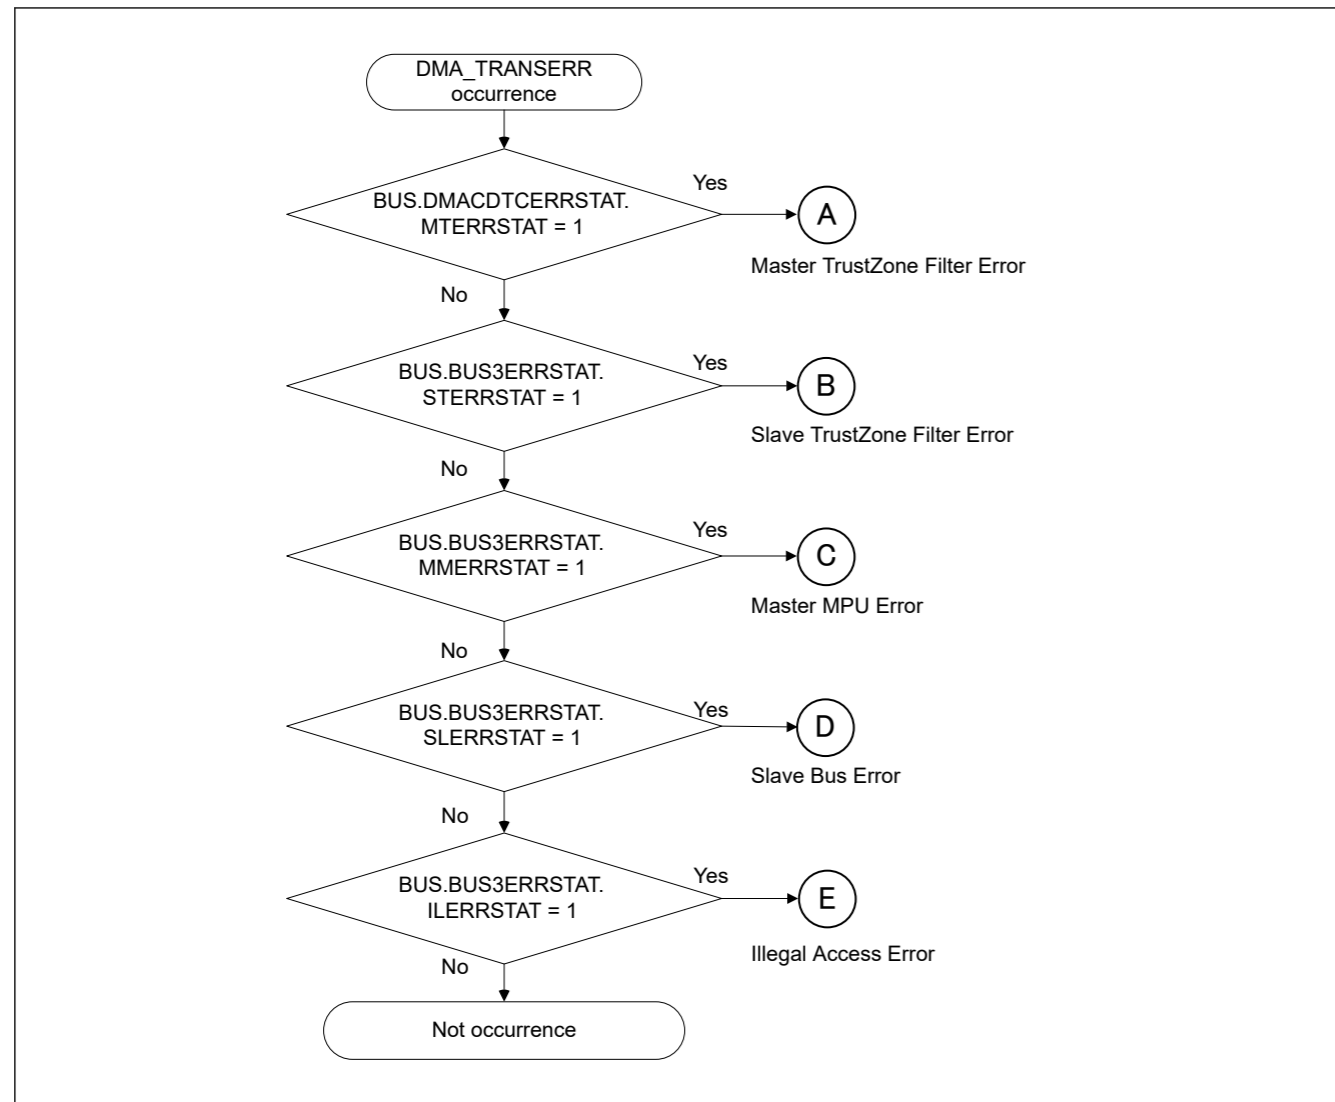 DMA_TRANSERR
occurrence
BUS.DMACDTCERRSTAT.
MTERRSTAT = 1
Yes
A
Master TrustZone Filter Error
No
BUS.BUS3ERRSTAT.
STERRSTAT = 1
Yes
B
Slave TrustZone Filter Error
No
BUS.BUS3ERRSTAT.
MMERRSTAT = 1
Yes
C
Master MPU Error
No
BUS.BUS3ERRSTAT.
SLERRSTAT = 1
Yes
D
Slave Bus Error
No
BUS.BUS3ERRSTAT.
ILERRSTAT = 1
Yes
E
Illegal Access Error
No
Not occurrence